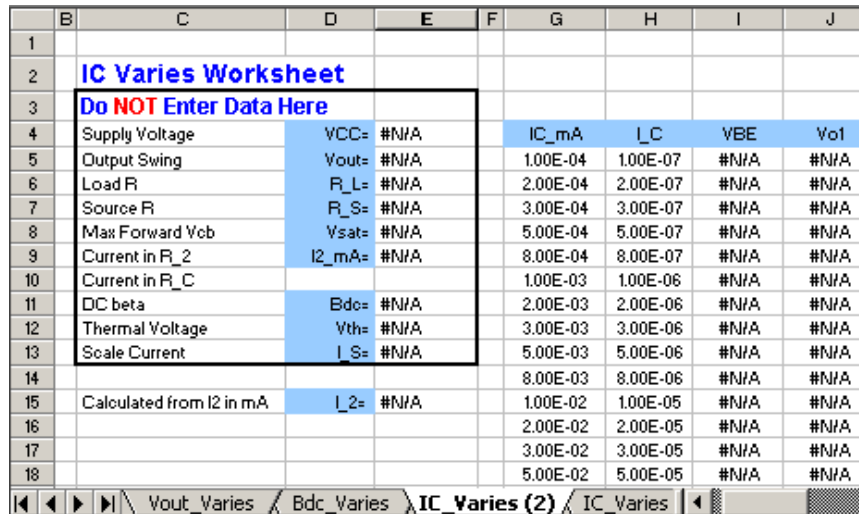 B C D E F G H I J
1
2 IC Varies Worksheet
3 Do NOT Enter Data Here
4 Supply Voltage VCC= #N/A IC_mA I_C VBE Vo1
5 Output Swing Vout= #N/A 1.00E-04 1.00E-07 #N/A #N/A
6 Load R R_L= #N/A 2.00E-04 2.00E-07 #N/A #N/A
7 Source R R_S= #N/A 3.00E-04 3.00E-07 #N/A #N/A
8 Max Forward Vcb Vsat= #N/A 5.00E-04 5.00E-07 #N/A #N/A
9 Current in R_2 I2_mA= #N/A 8.00E-04 8.00E-07 #N/A #N/A
10 Current in R_C 1.00E-03 1.00E-06 #N/A #N/A
11 DC beta Bdc= #N/A 2.00E-03 2.00E-06 #N/A #N/A
12 Thermal Voltage Vth= #N/A 3.00E-03 3.00E-06 #N/A #N/A
13 Scale Current I_S= #N/A 5.00E-03 5.00E-06 #N/A #N/A
14 8.00E-03 8.00E-06 #N/A #N/A
15 Calculated from I2 in mA I_2= #N/A 1.00E-02 1.00E-05 #N/A #N/A
16 2.00E-02 2.00E-05 #N/A #N/A
17 3.00E-02 3.00E-05 #N/A #N/A
18 5.00E-02 5.00E-05 #N/A #N/A
Vout_Varies Bdc_Varies IC_Varies (2) IC_Varies